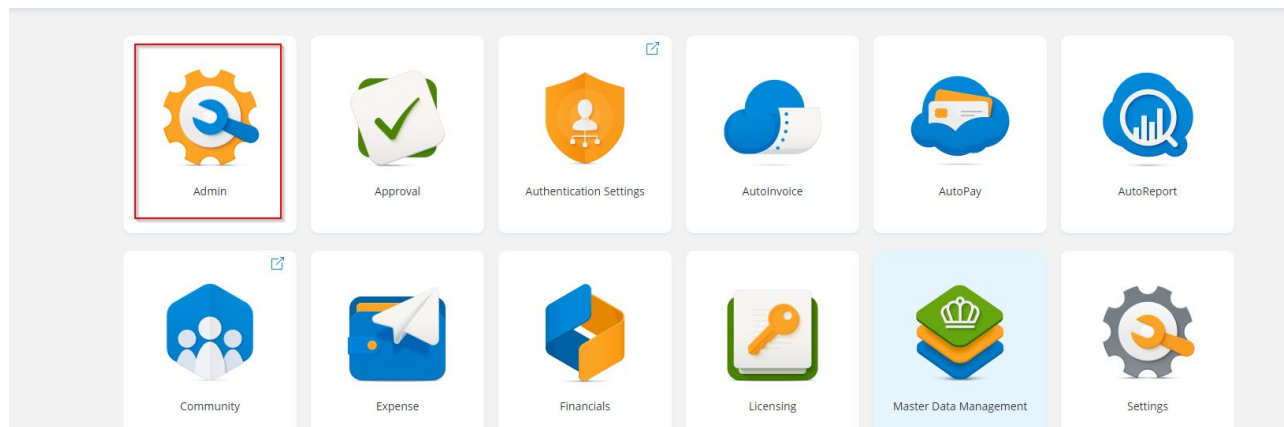 Admin
Approval
Authentication Settings
AutoInvoice
AutoPay
AutoReport
Community
Expense
Financials
Licensing
Master Data Management
Settings